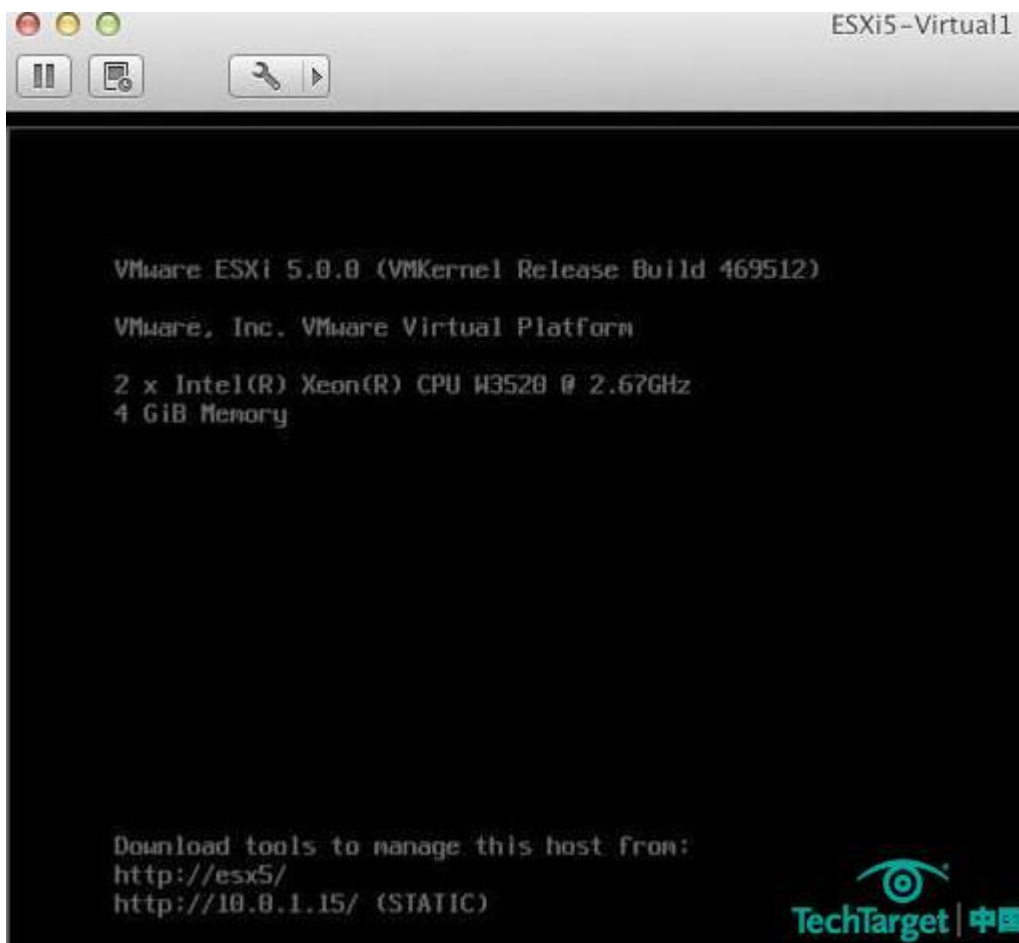 ESXi5-Virtual1
VMware ESXi 5.0.0 (VMKernel Release Build 469512)
VMware, Inc. VMware Virtual Platform
2 x Intel(R) Xeon(R) CPU W3520 @ 2.67GHz
4 GiB Memory
Download tools to manage this host from:
http://esx5/
http://10.0.1.15/ (STATIC)
TechTarget | 中国